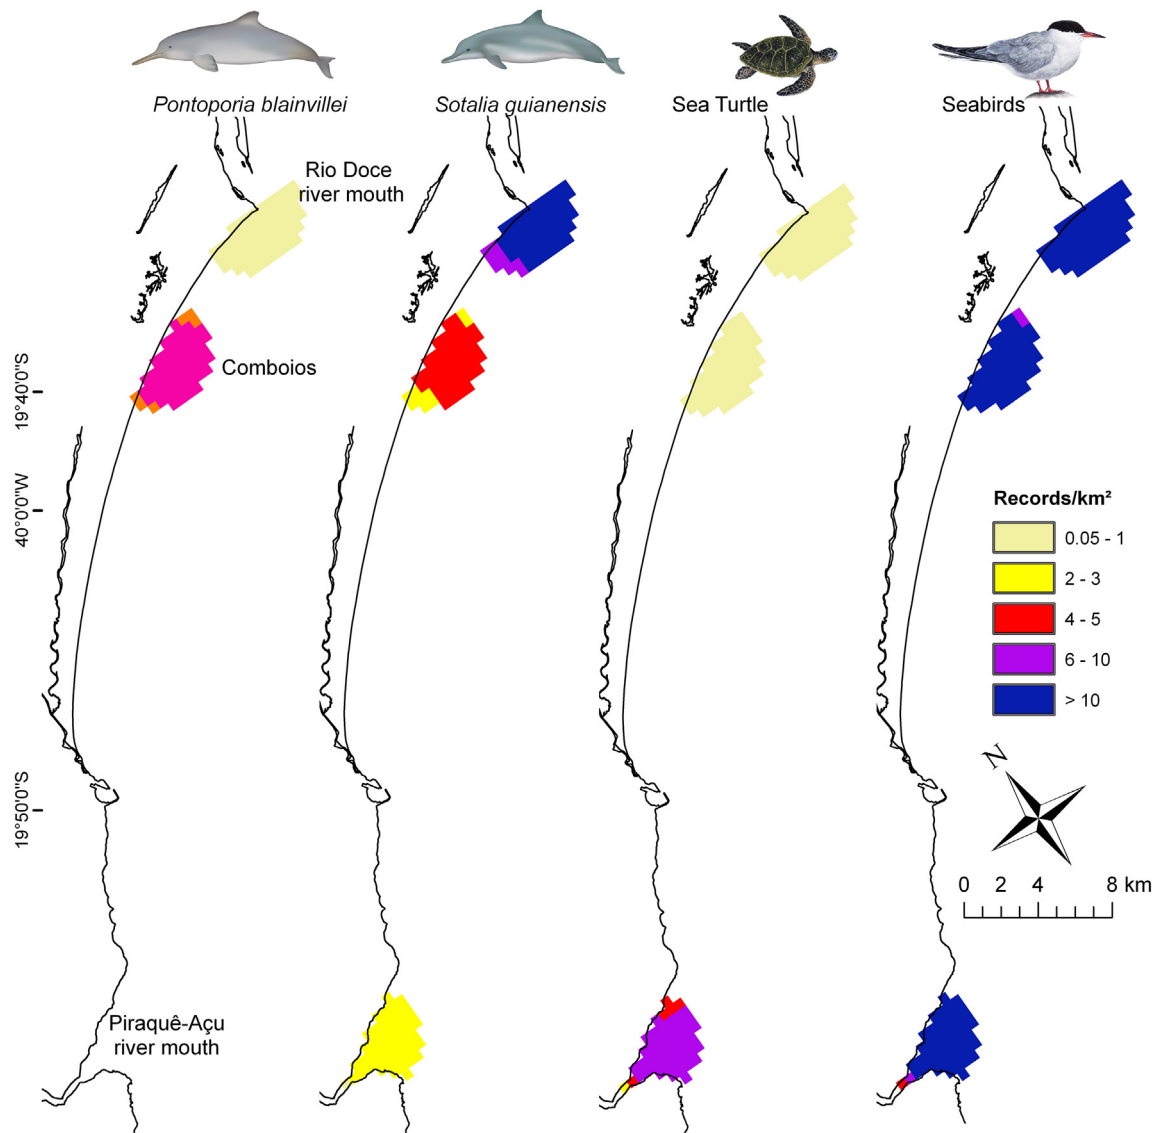 Pontoporia blainvillei
Sotalia guianensis
Sea Turtle
Seabirds
Rio Doce
river mouth
Comboios
19°40'0"S
40°0'0"W
19°50'0"S
Piraquê-Açu
river mouth
Records/km²
0.05 - 1
2 - 3
4 - 5
6 - 10
> 10
N
0 2 4 8 km